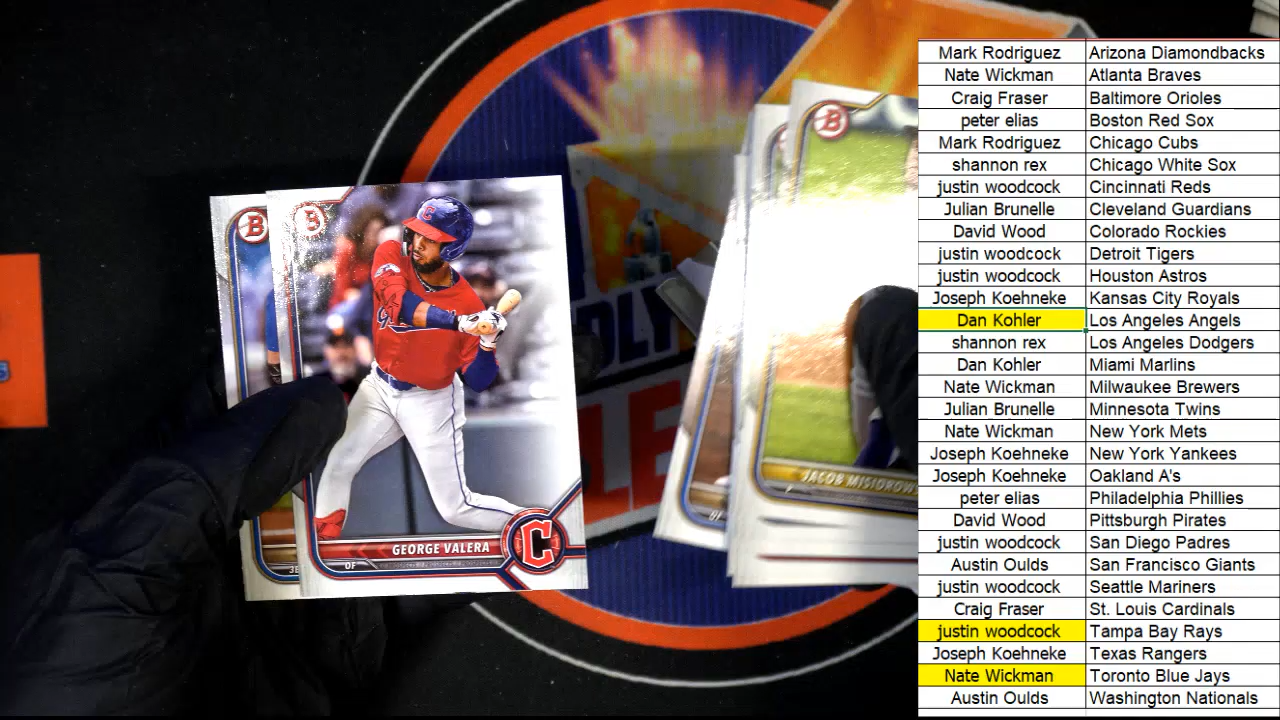 Mark Rodriguez Arizona Diamondbacks
Nate Wickman Atlanta Braves
Craig Fraser Baltimore Orioles
peter elias Boston Red Sox
Mark Rodriguez Chicago Cubs
shannon rex Chicago White Sox
justin woodcock Cincinnati Reds
Julian Brunelle Cleveland Guardians
David Wood Colorado Rockies
justin woodcock Detroit Tigers
justin woodcock Houston Astros
Joseph Koehneke Kansas City Royals
Dan Kohler Los Angeles Angels
shannon rex Los Angeles Dodgers
Dan Kohler Miami Marlins
Nate Wickman Milwaukee Brewers
Julian Brunelle Minnesota Twins
Nate Wickman New York Mets
Joseph Koehneke New York Yankees
Joseph Koehneke Oakland A's
peter elias Philadelphia Phillies
David Wood Pittsburgh Pirates
justin woodcock San Diego Padres
Austin Oulds San Francisco Giants
justin woodcock Seattle Mariners
Craig Fraser St. Louis Cardinals
justin woodcock Tampa Bay Rays
Joseph Koehneke Texas Rangers
Nate Wickman Toronto Blue Jays
Austin Oulds Washington Nationals
B
B
B
C
GEORGE VALERA
OF
C
JE
OF
JACOB MISIOROW
DLY